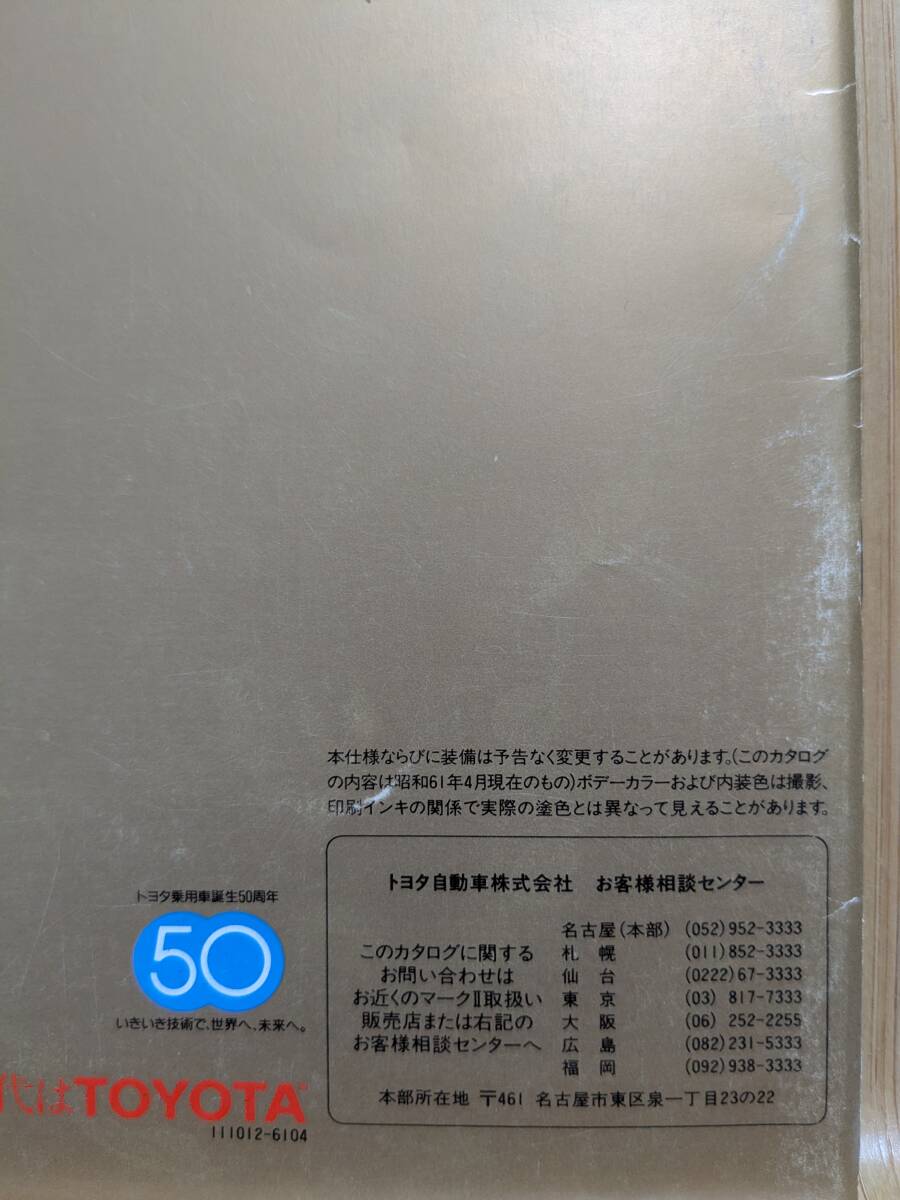 本仕様ならびに装備は予告なく変更することがあります。(このカタログ
の内容は昭和61年4月現在のもの)ボデーカラーおよび内装色は撮影、
印刷インキの関係で実際の塗色とは異なって見えることがあります。
トヨタ自動車株式会社 お客様相談センター
このカタログに関する
お問い合わせは
お近くのマークII取扱い
販売店または右記の
お客様相談センターへ
名古屋(本部) (052)952-3333
札幌 (011)852-3333
仙台 (0222)67-3333
東京 (03)817-7333
大阪 (06)252-2255
広島 (082)231-5333
福岡 (092)938-3333
本部所在地 〒461 名古屋市東区泉一丁目23の22
トヨタ乗用車誕生50周年
50
いきいき技術で、世界へ、未来へ。
代はTOYOTA
111012-6104